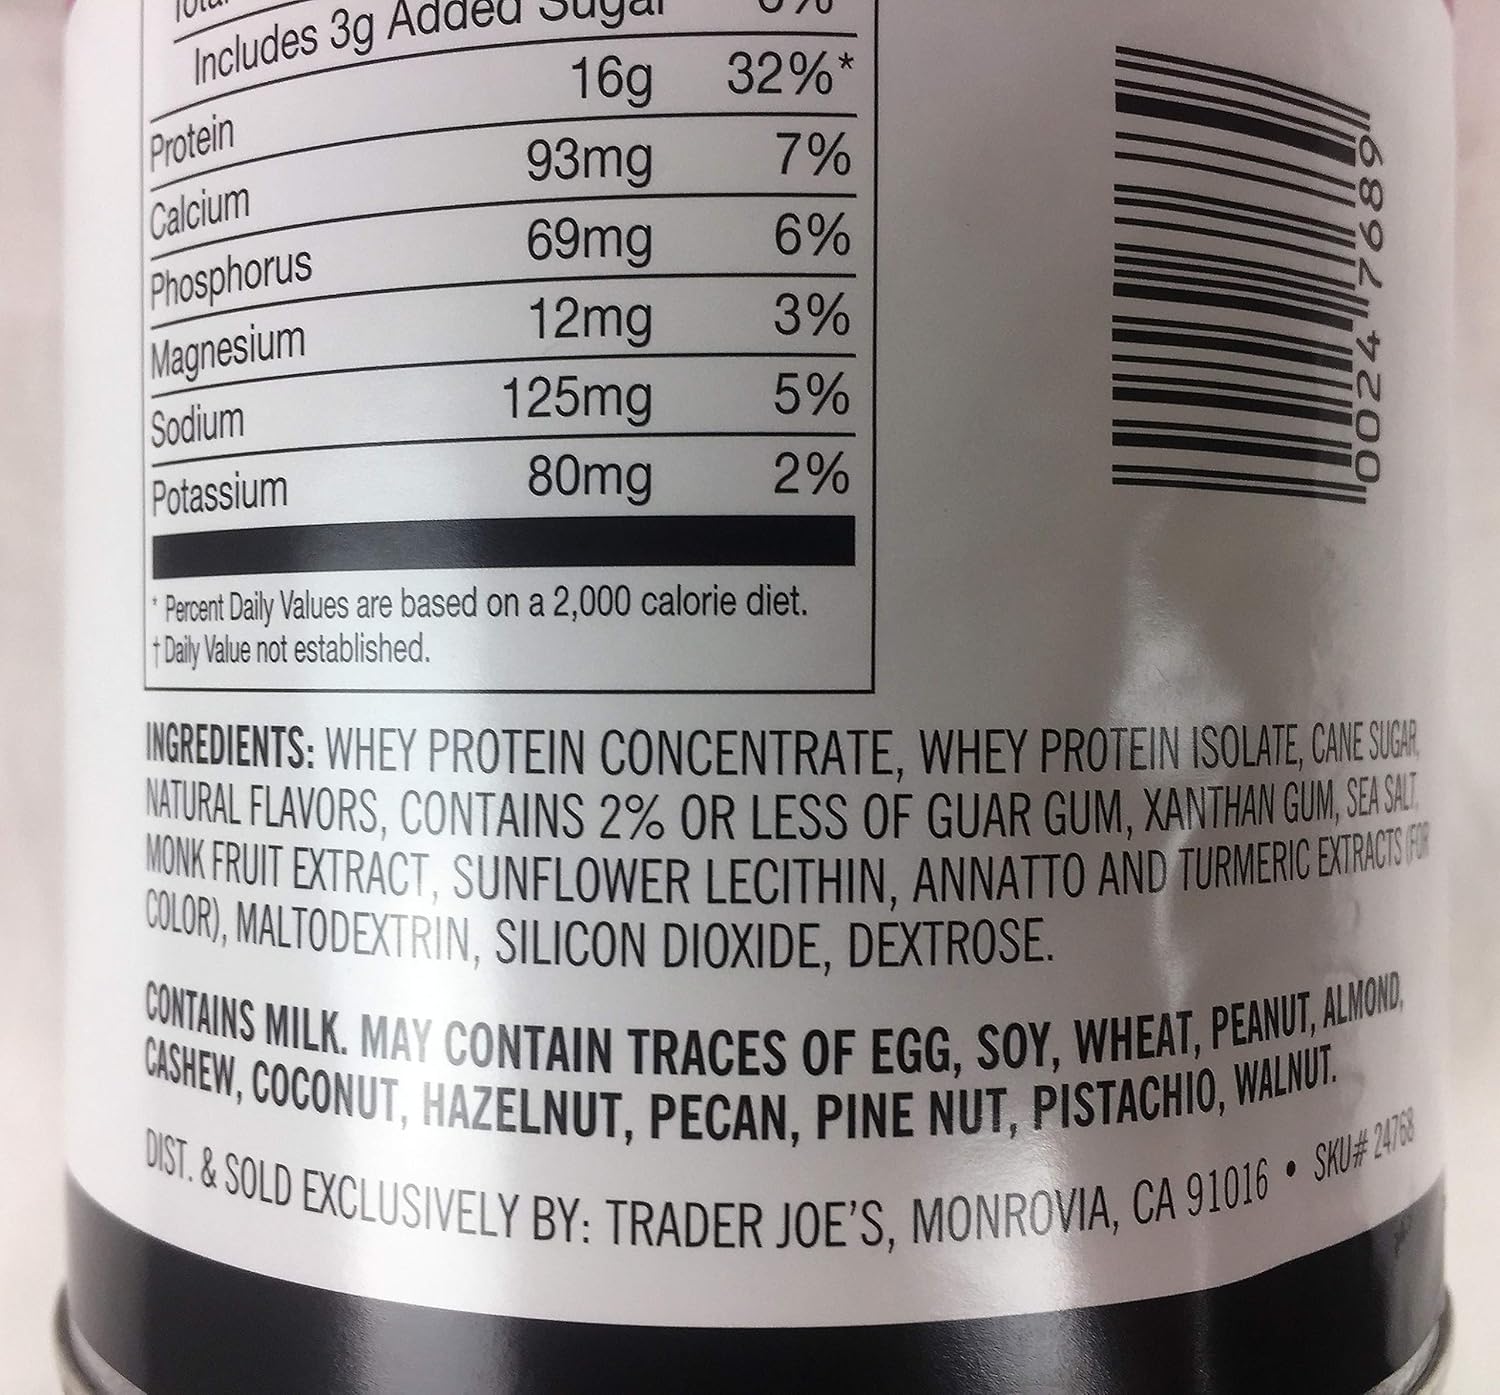 Includes 3g Added Sugar
Protein 16g 32%*
Calcium 93mg 7%
Phosphorus 69mg 6%
Magnesium 12mg 3%
Sodium 125mg 5%
Potassium 80mg 2%
* Percent Daily Values are based on a 2,000 calorie diet.
† Daily Value not established.
0024 7689
INGREDIENTS: WHEY PROTEIN CONCENTRATE, WHEY PROTEIN ISOLATE, CANE SUGAR,
NATURAL FLAVORS, CONTAINS 2% OR LESS OF GUAR GUM, XANTHAN GUM, SEA SALT,
MONK FRUIT EXTRACT, SUNFLOWER LECITHIN, ANNATTO AND TURMERIC EXTRACTS (FOR
COLOR), MALTODEXTRIN, SILICON DIOXIDE, DEXTROSE.
CONTAINS MILK. MAY CONTAIN TRACES OF EGG, SOY, WHEAT, PEANUT, ALMOND,
CASHEW, COCONUT, HAZELNUT, PECAN, PINE NUT, PISTACHIO, WALNUT.
DIST. & SOLD EXCLUSIVELY BY: TRADER JOE'S, MONROVIA, CA 91016 • SKU# 24768